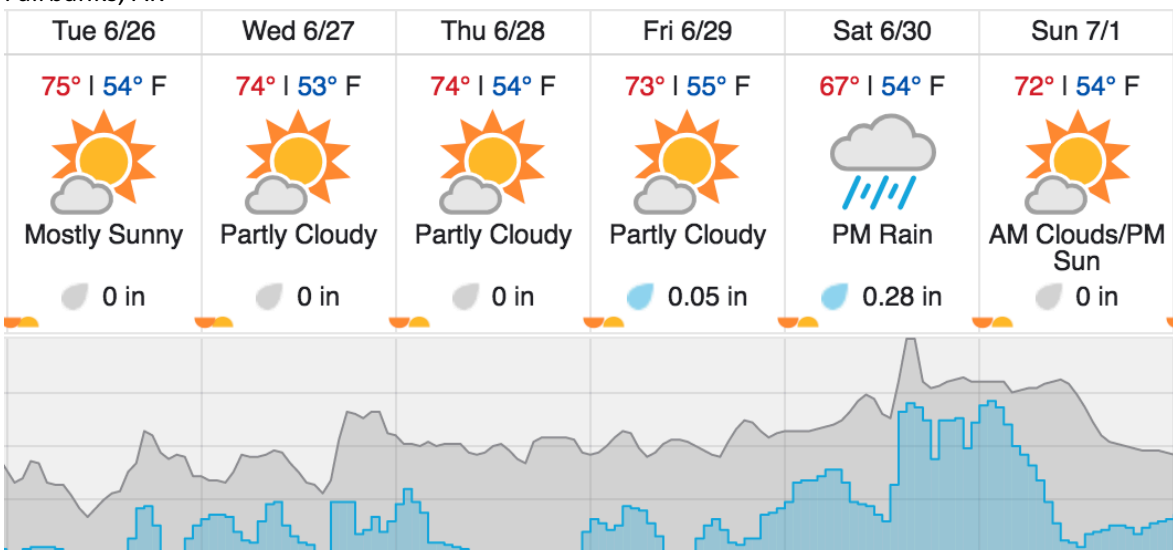 Tue 6/26 Wed 6/27 Thu 6/28 Fri 6/29 Sat 6/30 Sun 7/1
75° | 54° F 74° | 53° F 74° | 54° F 73° | 55° F 67° | 54° F 72° | 54° F
Mostly Sunny Partly Cloudy Partly Cloudy Partly Cloudy PM Rain AM Clouds/PM
Sun
0 in 0 in 0 in 0.05 in 0.28 in 0 in